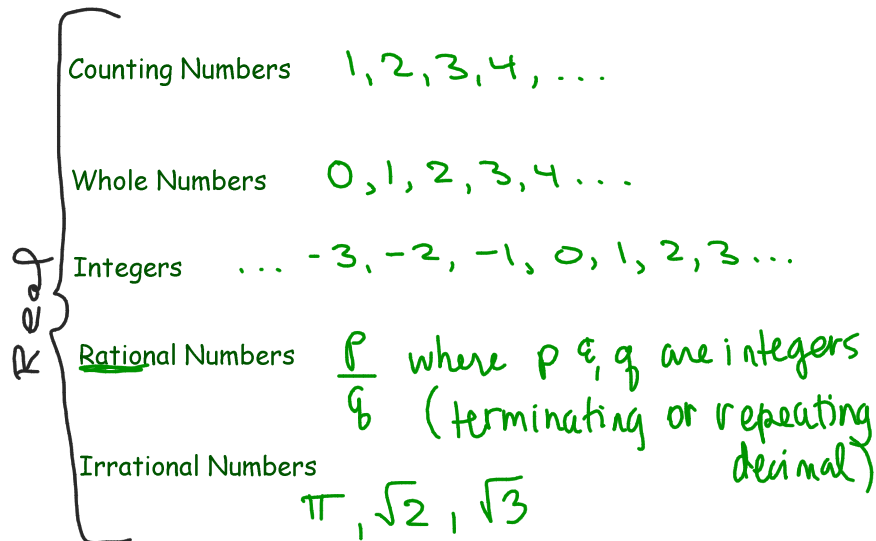 Real
Counting Numbers 1, 2, 3, 4, ...
Whole Numbers 0, 1, 2, 3, 4 ...
Integers ... -3, -2, -1, 0, 1, 2, 3 ...
Rational Numbers p/q where p & q are integers
(terminating or repeating
decimal)
Irrational Numbers
π, √2, √3